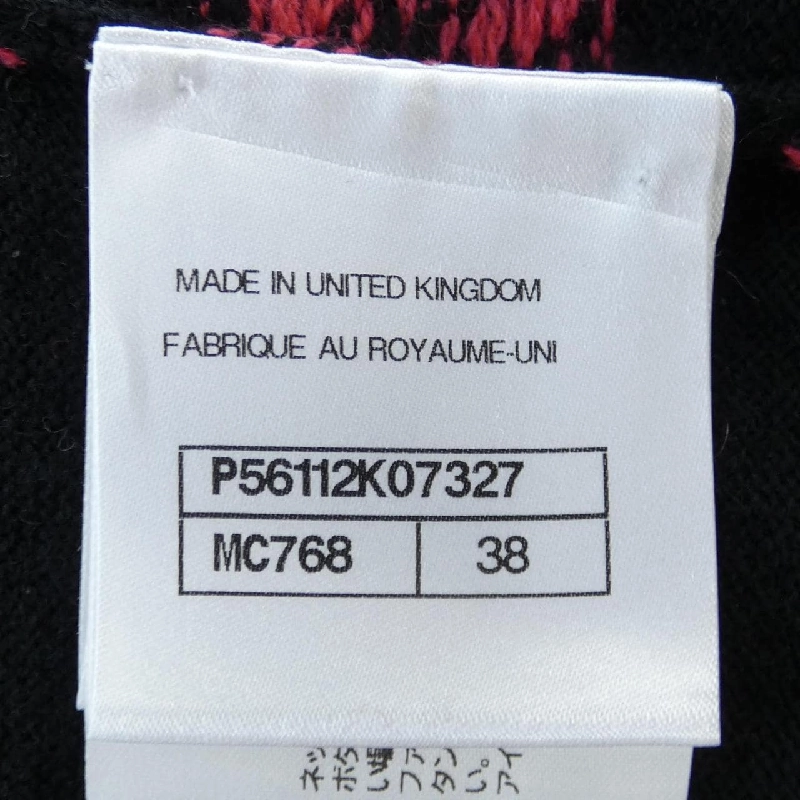 MADE IN UNITED KINGDOM
FABRIQUE AU ROYAUME-UNI
P56112K07327
MC768 38